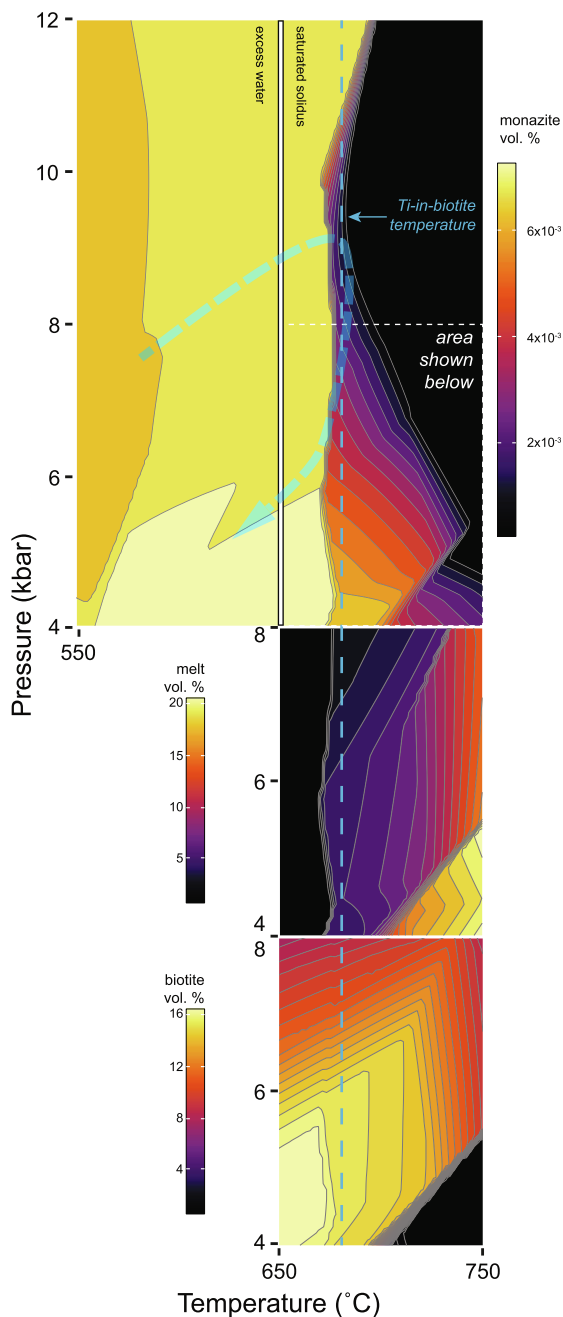 12
excess water
saturated solidus
monazite
vol. %
10
6x10⁻³
Ti-in-biotite
temperature
8
area
shown
below
4x10⁻³
2x10⁻³
6
4
550
Pressure (kbar)
8
melt
vol. %
20
15
10
5
6
4
8
biotite
vol. %
16
12
8
4
6
4
650
750
Temperature (˚C)